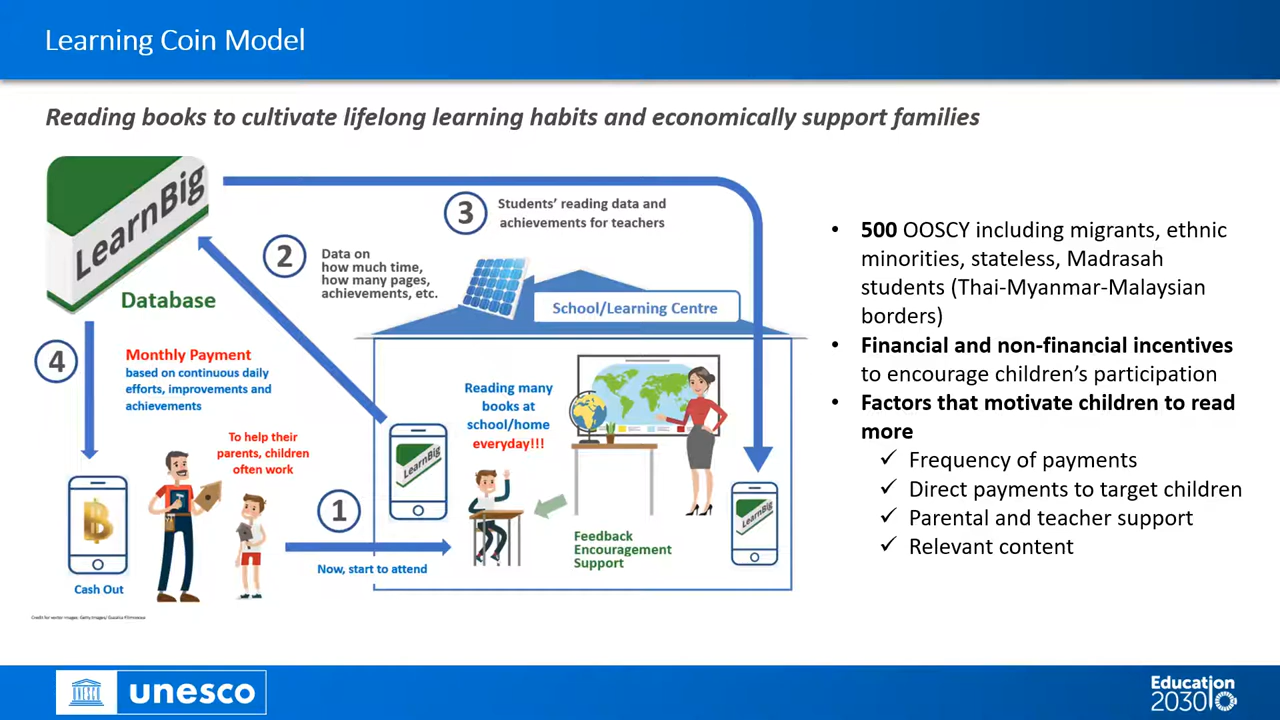 Learning Coin Model
Reading books to cultivate lifelong learning habits and economically support families
LearnBig
Database
3
Students' reading data and
achievements for teachers
2
Data on
how much time,
how many pages,
achievements, etc.
School/Learning Centre
4
Monthly Payment
based on continuous daily
efforts, improvements and
achievements
To help their
parents, children
often work
Reading many
books at
school/home
everyday!!!
LearnBig
LearnBig
1
Now, start to attend
Feedback
Encouragement
Support
Cash Out
Credit for vector images: Getty Images/
• 500 OOSCY including migrants, ethnic
minorities, stateless, Madrasah
students (Thai-Myanmar-Malaysian
borders)
• Financial and non-financial incentives
to encourage children's participation
• Factors that motivate children to read
more
✓ Frequency of payments
✓ Direct payments to target children
✓ Parental and teacher support
✓ Relevant content
unesco
Education
2030